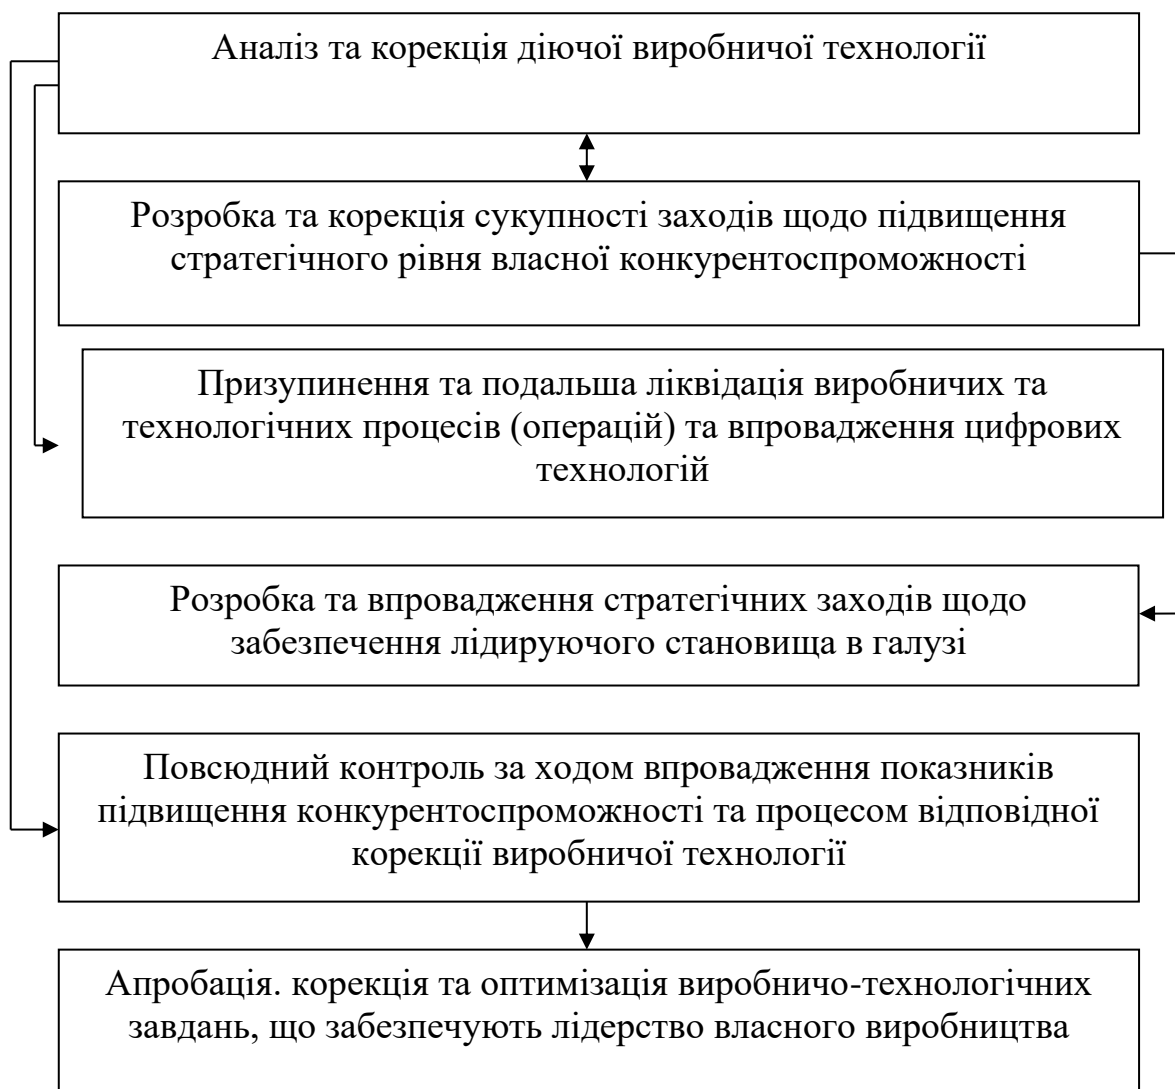 Аналіз та корекція діючої виробничої технології
Розробка та корекція сукупності заходів щодо підвищення
стратегічного рівня власної конкурентоспроможності
Призупинення та подальша ліквідація виробничих та
технологічних процесів (операцій) та впровадження цифрових
технологій
Розробка та впровадження стратегічних заходів щодо
забезпечення лідируючого становища в галузі
Повсюдний контроль за ходом впровадження показників
підвищення конкурентоспроможності та процесом відповідної
корекції виробничої технології
Апробація. корекція та оптимізація виробничо-технологічних
завдань, що забезпечують лідерство власного виробництва